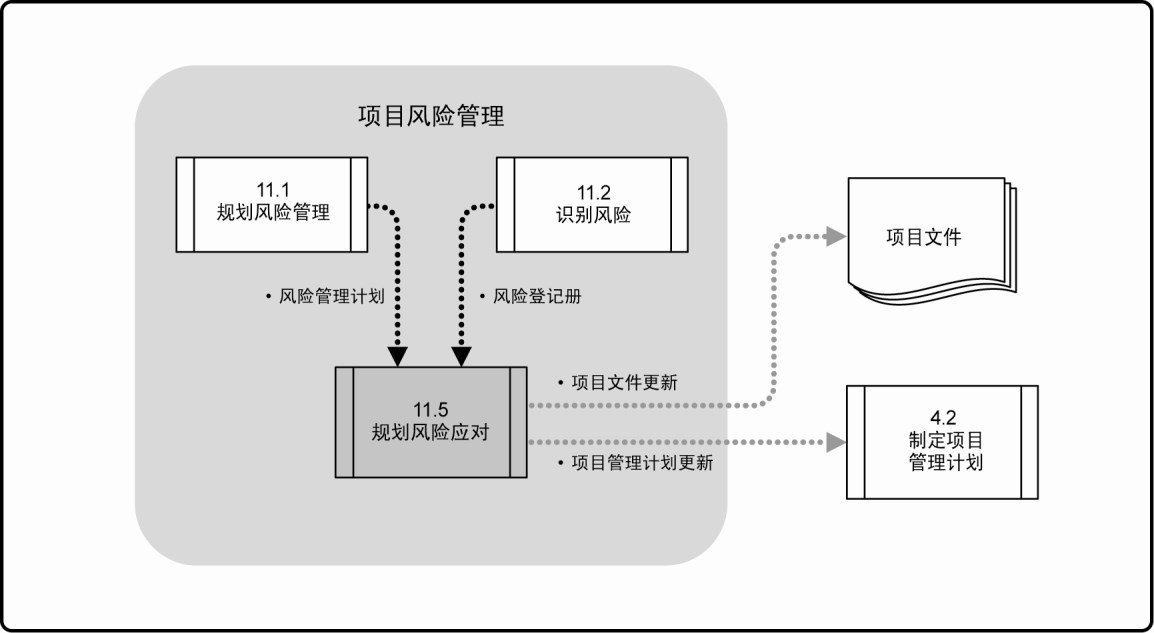 项目风险管理
11.1
规划风险管理
11.2
识别风险
项目文件
• 风险管理计划
• 风险登记册
• 项目文件更新
11.5
规划风险应对
4.2
制定项目
管理计划
• 项目管理计划更新